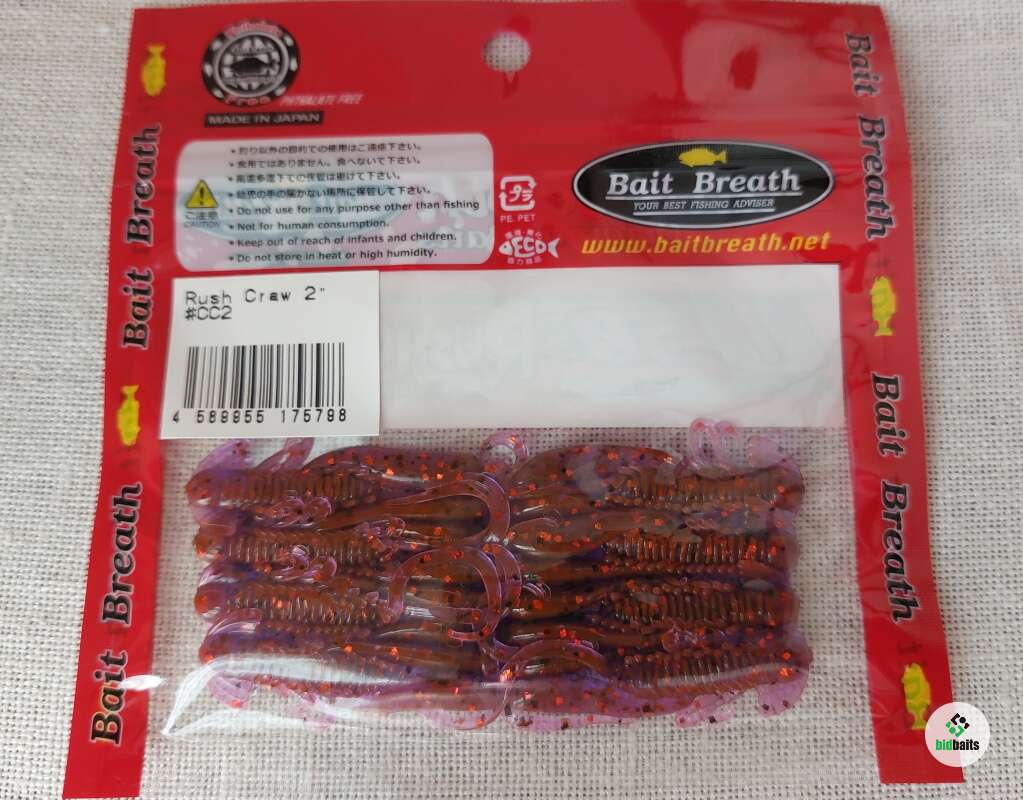 PHTHALATE FREE
MADE IN JAPAN
• 釣り以外の目的での使用はご遠慮下さい。
• 食用ではありません。食べないで下さい。
• 高温多湿下での保管は避けて下さい。
• 幼児の手の届かない場所に保管して下さい。
• Do not use for any purpose other than fishing
• Not for human consumption.
• Keep out of reach of infants and children.
• Do not store in heat or high humidity.
ご注意
CAUTION
プラ
PE, PET
ECO
Bait Breath
YOUR BEST FISHING ADVISER
www.baitbreath.net
Rush Craw 2"
#CC2
4 589955 175798
Bait Breath
Bait Breath
Bait Breath
Bait Breath
bidbaits